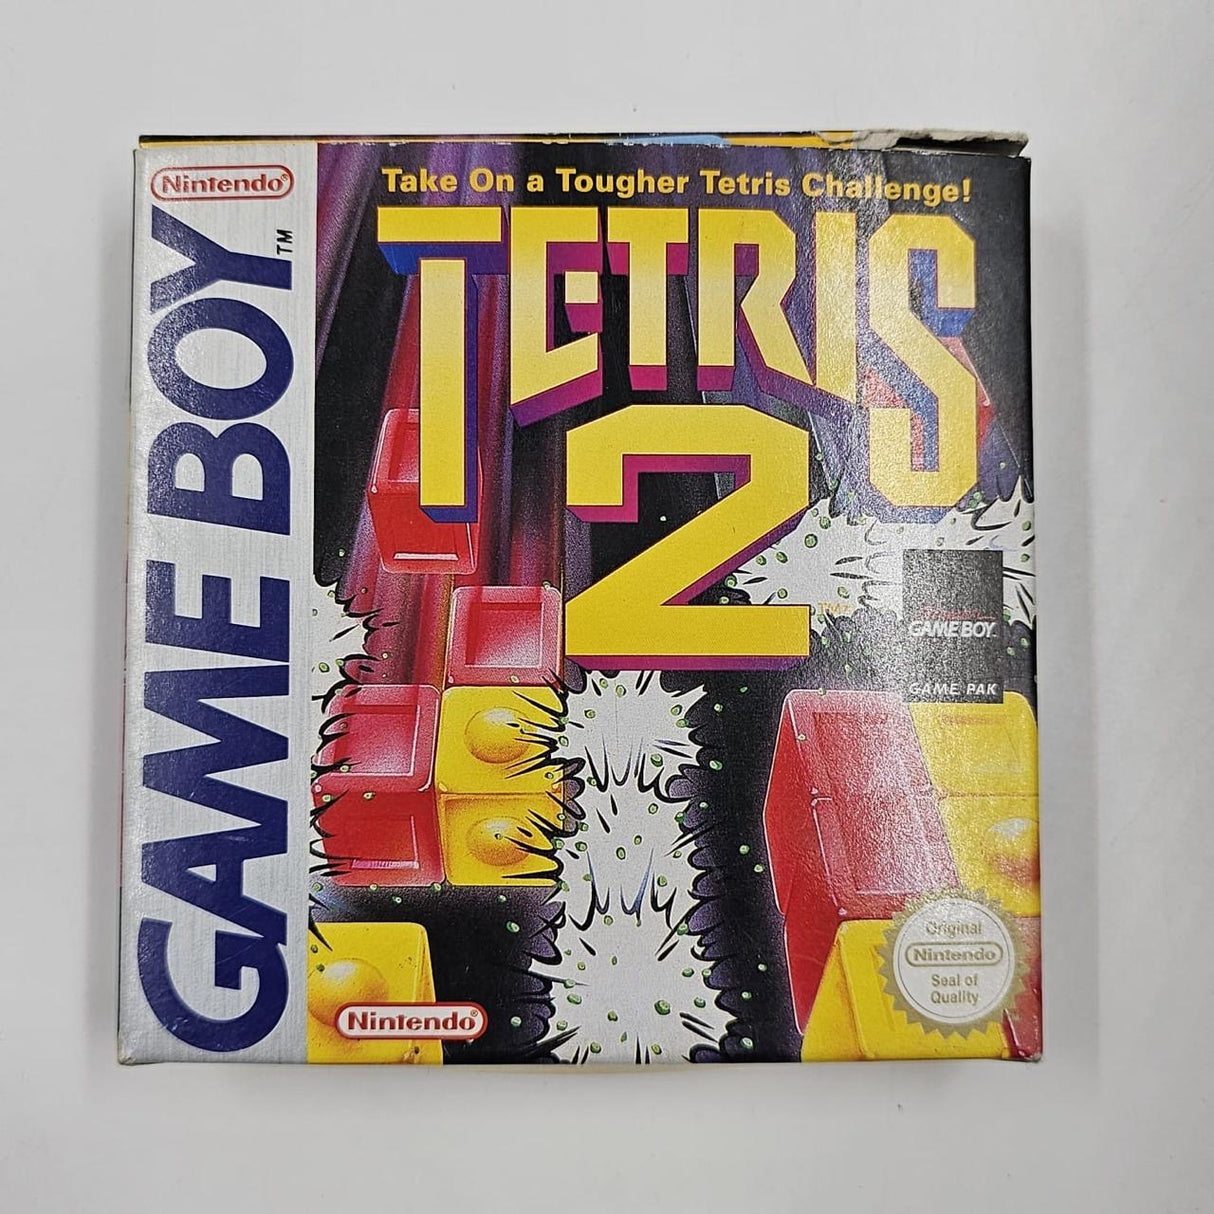 Nintendo®
GAME BOY™
Take On a Tougher Tetris Challenge!
TETRIS
2
GAME BOY
GAME PAK
Original
Nintendo
Seal of
Quality
Nintendo®